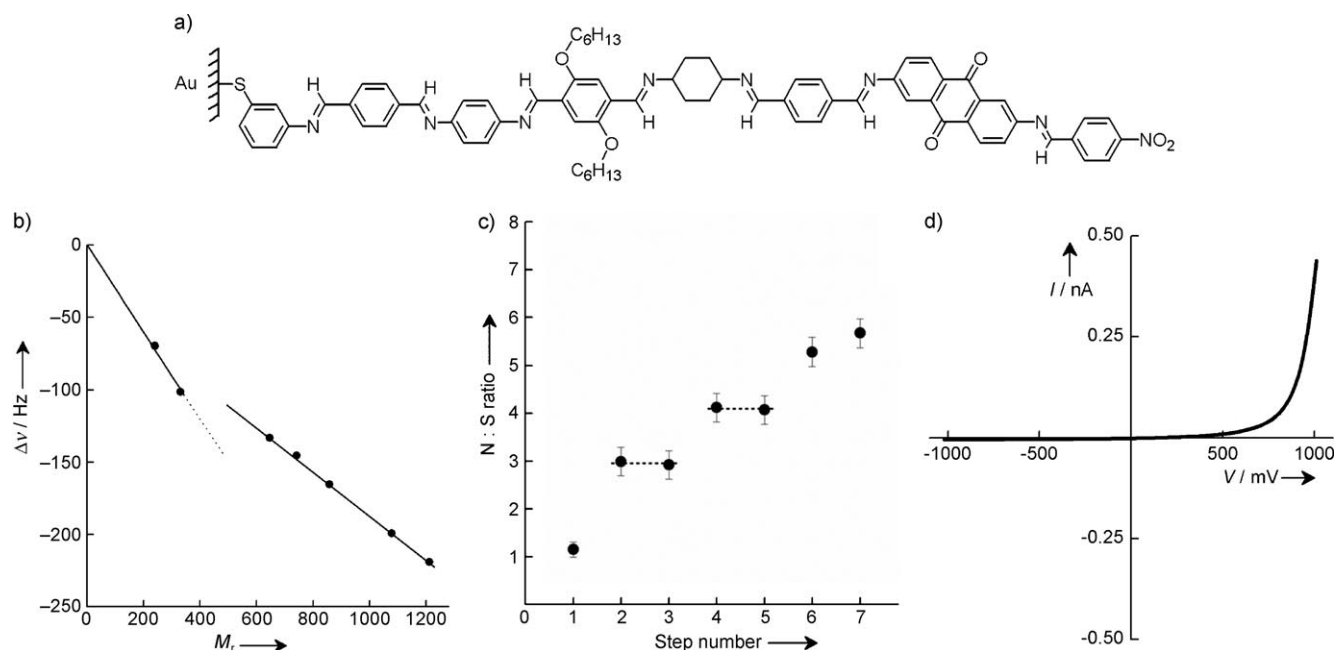 a)
C6H13
O
H
H
H
N
N
O
Au
S
N
N
N
H
O
N
H
N
H
O
N
H
NO2
C6H13
b)
0
–50
–100
–150
–200
–250
Δν / Hz
0 200 400 600 800 1000 1200
Mr
c)
8
7
6
5
4
3
2
1
N : S ratio
0 1 2 3 4 5 6 7
Step number
d)
0.50
I / nA
0.25
-1000 -500 500 1000
V / mV
-0.25
-0.50